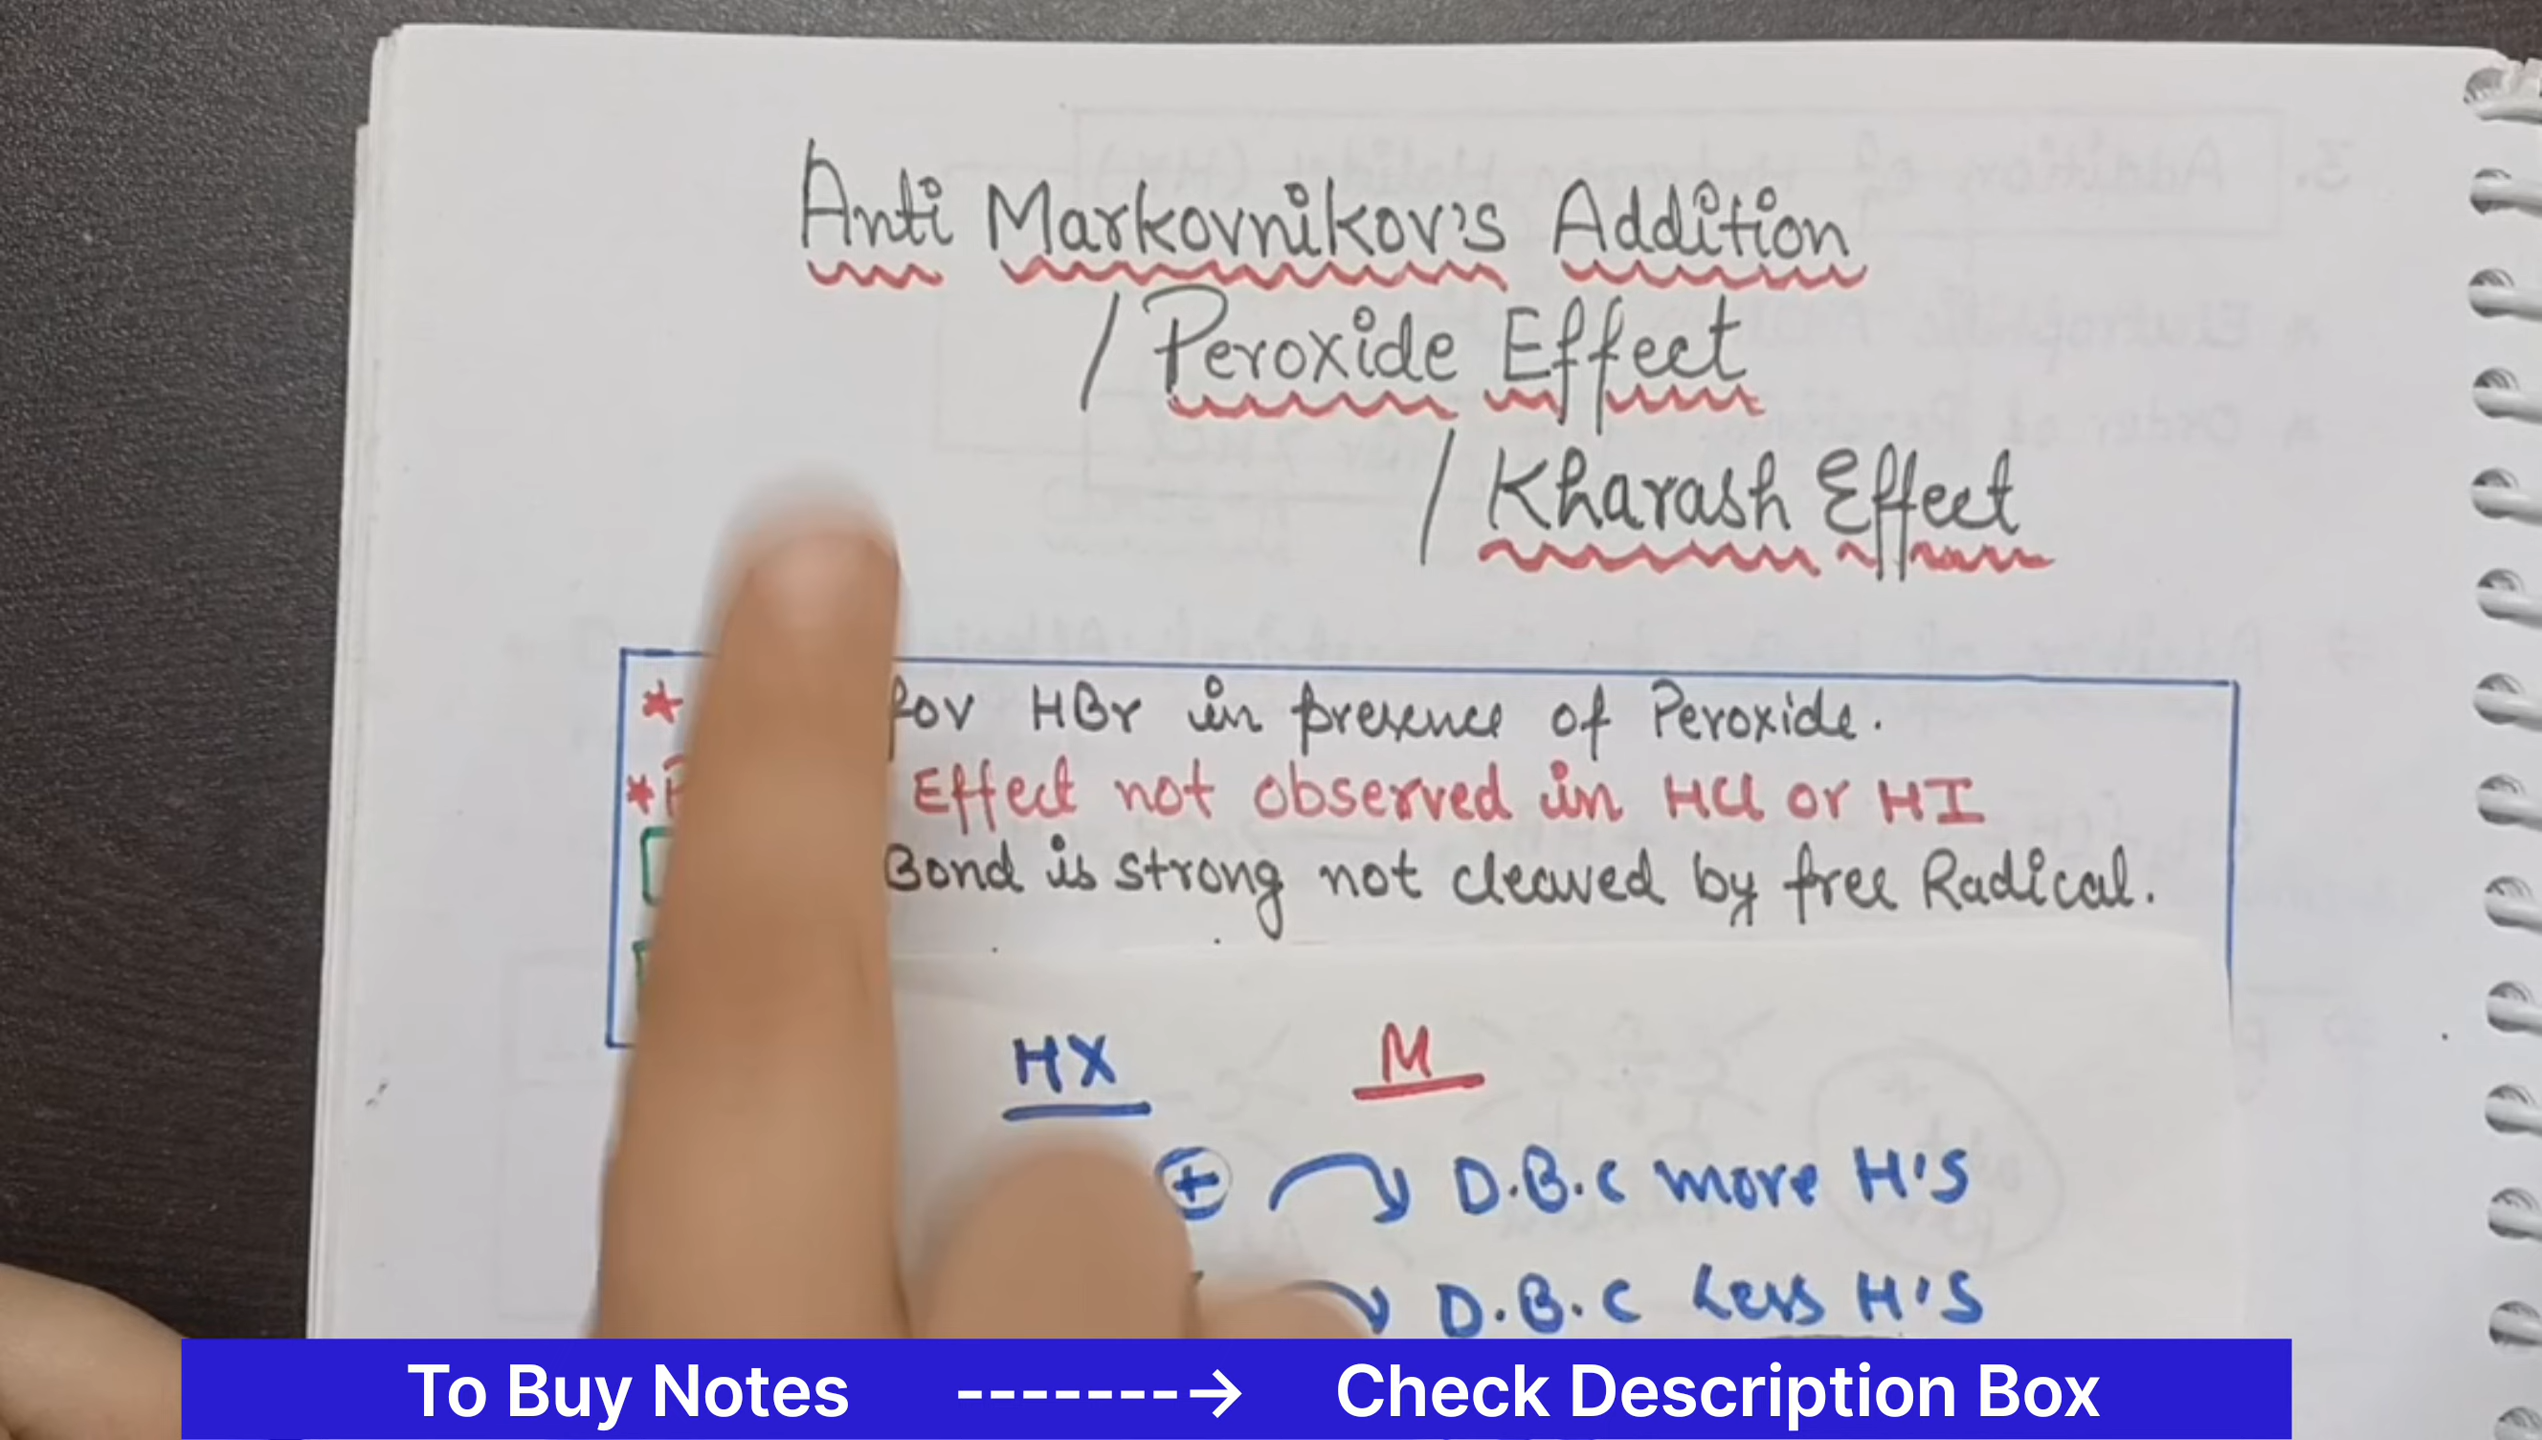 Anti Markovnikov's Addition
/ Peroxide Effect
/ Kharash Effect
* for HBr in presence of Peroxide.
* Effect not observed in HCl or HI
Bond is strong not cleaved by free Radical.
HX M
+ D.B.C more H'S
D.B.C Less H'S
To Buy Notes -------→ Check Description Box